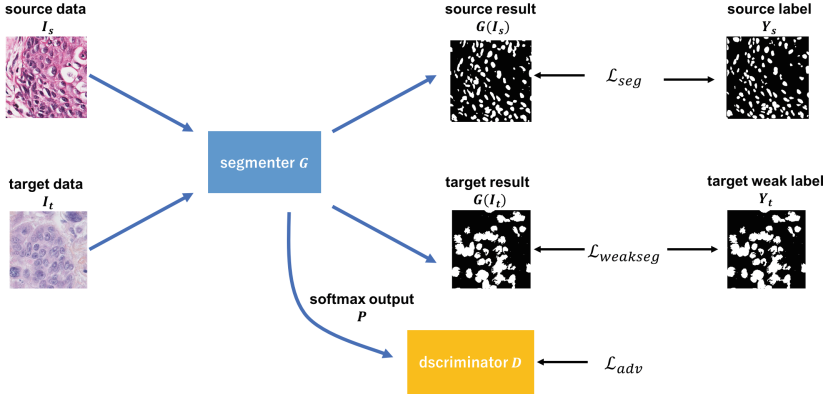 source data
I_s
source result
G(I_s)
source label
Y_s
ℒ_seg
segmenter G
target data
I_t
target result
G(I_t)
target weak label
Y_t
ℒ_weakseg
softmax output
P
dscriminator D
ℒ_adv